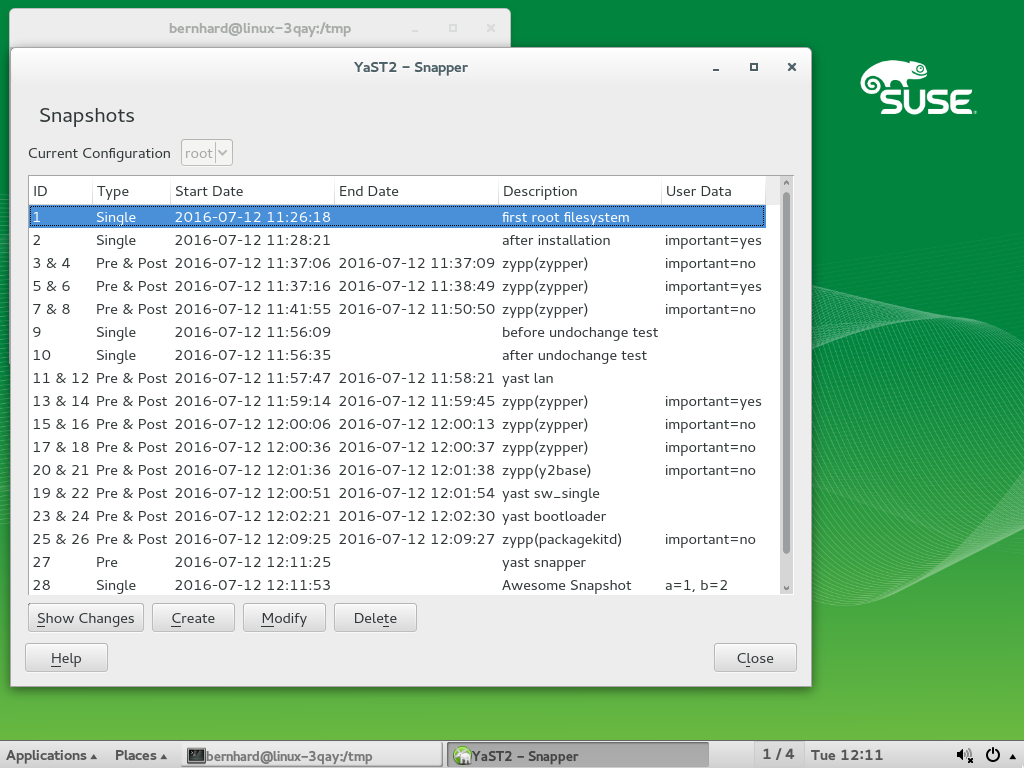 bernhard@linux-3qay:/tmp
YaST2 - Snapper
SUSE
Snapshots
Current Configuration root
ID Type Start Date End Date Description User Data
1 Single 2016-07-12 11:26:18 first root filesystem
2 Single 2016-07-12 11:28:21 after installation important=yes
3 & 4 Pre & Post 2016-07-12 11:37:06 2016-07-12 11:37:09 zypp(zypper) important=no
5 & 6 Pre & Post 2016-07-12 11:37:16 2016-07-12 11:38:49 zypp(zypper) important=yes
7 & 8 Pre & Post 2016-07-12 11:41:55 2016-07-12 11:50:50 zypp(zypper) important=no
9 Single 2016-07-12 11:56:09 before undochange test
10 Single 2016-07-12 11:56:35 after undochange test
11 & 12 Pre & Post 2016-07-12 11:57:47 2016-07-12 11:58:21 yast lan
13 & 14 Pre & Post 2016-07-12 11:59:14 2016-07-12 11:59:45 zypp(zypper) important=yes
15 & 16 Pre & Post 2016-07-12 12:00:06 2016-07-12 12:00:13 zypp(zypper) important=no
17 & 18 Pre & Post 2016-07-12 12:00:36 2016-07-12 12:00:37 zypp(zypper) important=no
20 & 21 Pre & Post 2016-07-12 12:01:36 2016-07-12 12:01:38 zypp(y2base) important=no
19 & 22 Pre & Post 2016-07-12 12:00:51 2016-07-12 12:01:54 yast sw_single
23 & 24 Pre & Post 2016-07-12 12:02:21 2016-07-12 12:02:30 yast bootloader
25 & 26 Pre & Post 2016-07-12 12:09:25 2016-07-12 12:09:27 zypp(packagekitd) important=no
27 Pre 2016-07-12 12:11:25 yast snapper
28 Single 2016-07-12 12:11:53 Awesome Snapshot a=1, b=2
Show Changes Create Modify Delete
Help Close
Applications Places bernhard@linux-3qay:/tmp YaST2 - Snapper 1 / 4 Tue 12:11